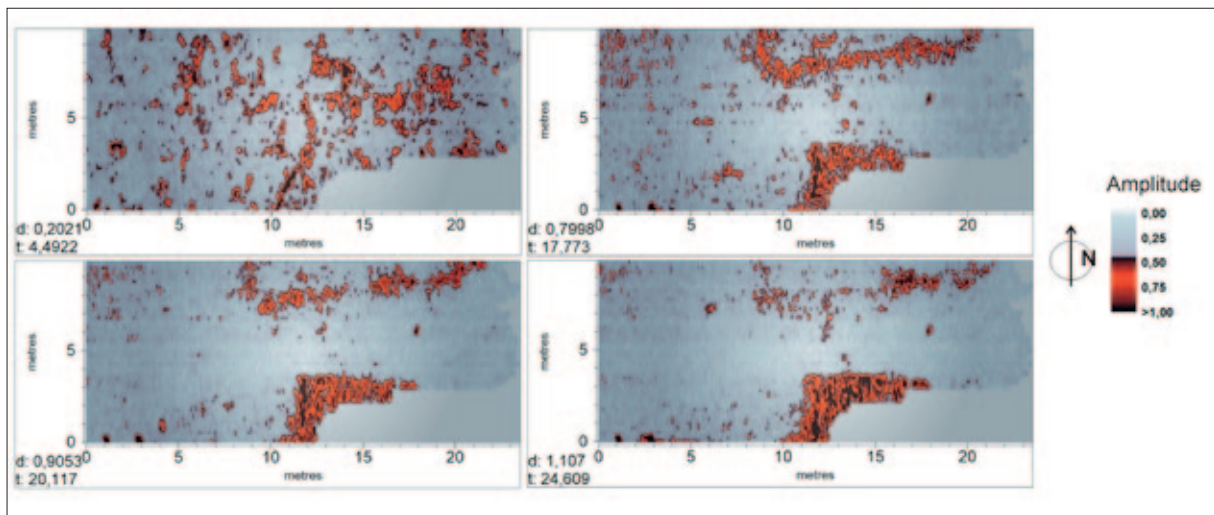 metres
5
0
0
5
10
15
20
metres
d: 0,2021
t: 4,4922
metres
5
0
0
5
10
15
20
metres
d: 0,7998
t: 17,773
metres
5
0
0
5
10
15
20
metres
d: 0,9053
t: 20,117
metres
5
0
0
5
10
15
20
metres
d: 1,107
t: 24,609
N
Amplitude
0,00
0,25
0,50
0,75
>1,00